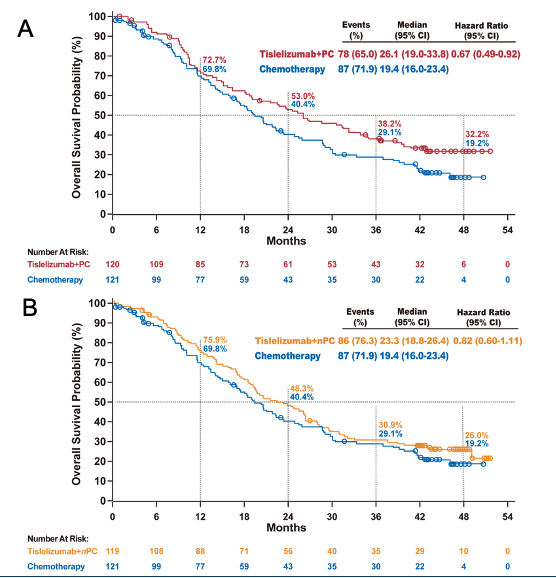 A
Events Median Hazard Ratio
(%) (95% CI) (95% CI)
Tislelizumab+PC 78 (65.0) 26.1 (19.0-33.8) 0.67 (0.49-0.92)
Chemotherapy 87 (71.9) 19.4 (16.0-23.4)
Overall Suvival Probability (%)
100
90
80
70
60
50
40
30
20
10
0
72.7%
69.8%
53.0%
40.4%
38.2%
29.1%
32.2%
19.2%
0 6 12 18 24 30 36 42 48 54
Months
Number At Risk:
Tislelizumab+PC 120 109 85 73 61 53 43 32 6 0
Chemotherapy 121 99 77 59 43 35 30 22 4 0
B
Events Median Hazard Ratio
(%) (95% CI) (95% CI)
Tislelizumab+nPC 86 (76.3) 23.3 (18.8-26.4) 0.82 (0.60-1.11)
Chemotherapy 87 (71.9) 19.4 (16.0-23.4)
Overall Suvival Probability (%)
100
90
80
70
60
50
40
30
20
10
0
75.9%
69.8%
48.3%
40.4%
30.9%
29.1%
26.0%
19.2%
0 6 12 18 24 30 36 42 48 54
Months
Number At Risk:
Tislelizumab+nPC 119 108 88 71 56 40 35 29 10 0
Chemotherapy 121 99 77 59 43 35 30 22 4 0